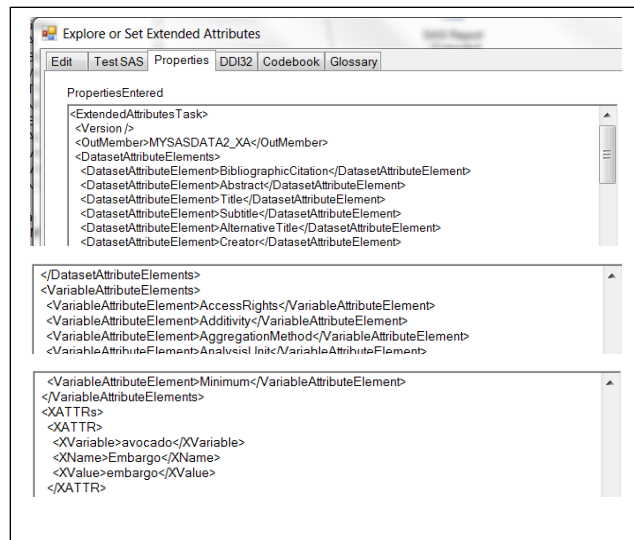 Explore or Set Extended Attributes
Edit Test SAS Properties DDI32 Codebook Glossary
PropertiesEntered
<ExtendedAttributesTask>
<Version />
<OutMember>MYSASDATA2_XA</OutMember>
<DatasetAttributeElements>
<DatasetAttributeElement>BibliographicCitation</DatasetAttributeElement>
<DatasetAttributeElement>Abstract</DatasetAttributeElement>
<DatasetAttributeElement>Title</DatasetAttributeElement>
<DatasetAttributeElement>Subtitle</DatasetAttributeElement>
<DatasetAttributeElement>AlternativeTitle</DatasetAttributeElement>
<DatasetAttributeElement>Creator</DatasetAttributeElement>
</DatasetAttributeElements>
<VariableAttributeElements>
<VariableAttributeElement>AccessRights</VariableAttributeElement>
<VariableAttributeElement>Additivity</VariableAttributeElement>
<VariableAttributeElement>AggregationMethod</VariableAttributeElement>
<VariableAttributeElement>AnalysisUnit</VariableAttributeElement>
<VariableAttributeElement>Minimum</VariableAttributeElement>
</VariableAttributeElements>
<XATTRs>
<XATTR>
<XVariable>avocado</XVariable>
<XName>Embargo</XName>
<XValue>embargo</XValue>
</XATTR>